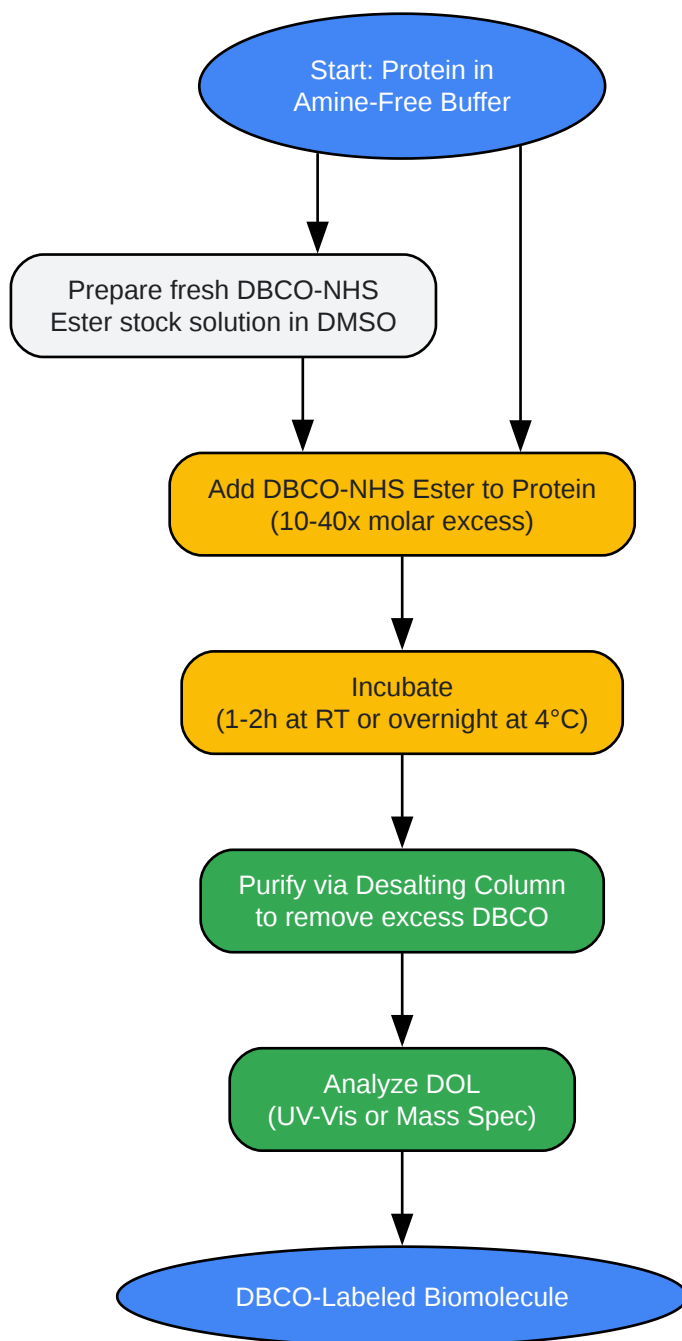 Start: Protein in
Amine-Free Buffer
Prepare fresh DBCO-NHS
Ester stock solution in DMSO
Add DBCO-NHS Ester to Protein
(10-40x molar excess)
Incubate
(1-2h at RT or overnight at 4°C)
Purify via Desalting Column
to remove excess DBCO
Analyze DOL
(UV-Vis or Mass Spec)
DBCO-Labeled Biomolecule